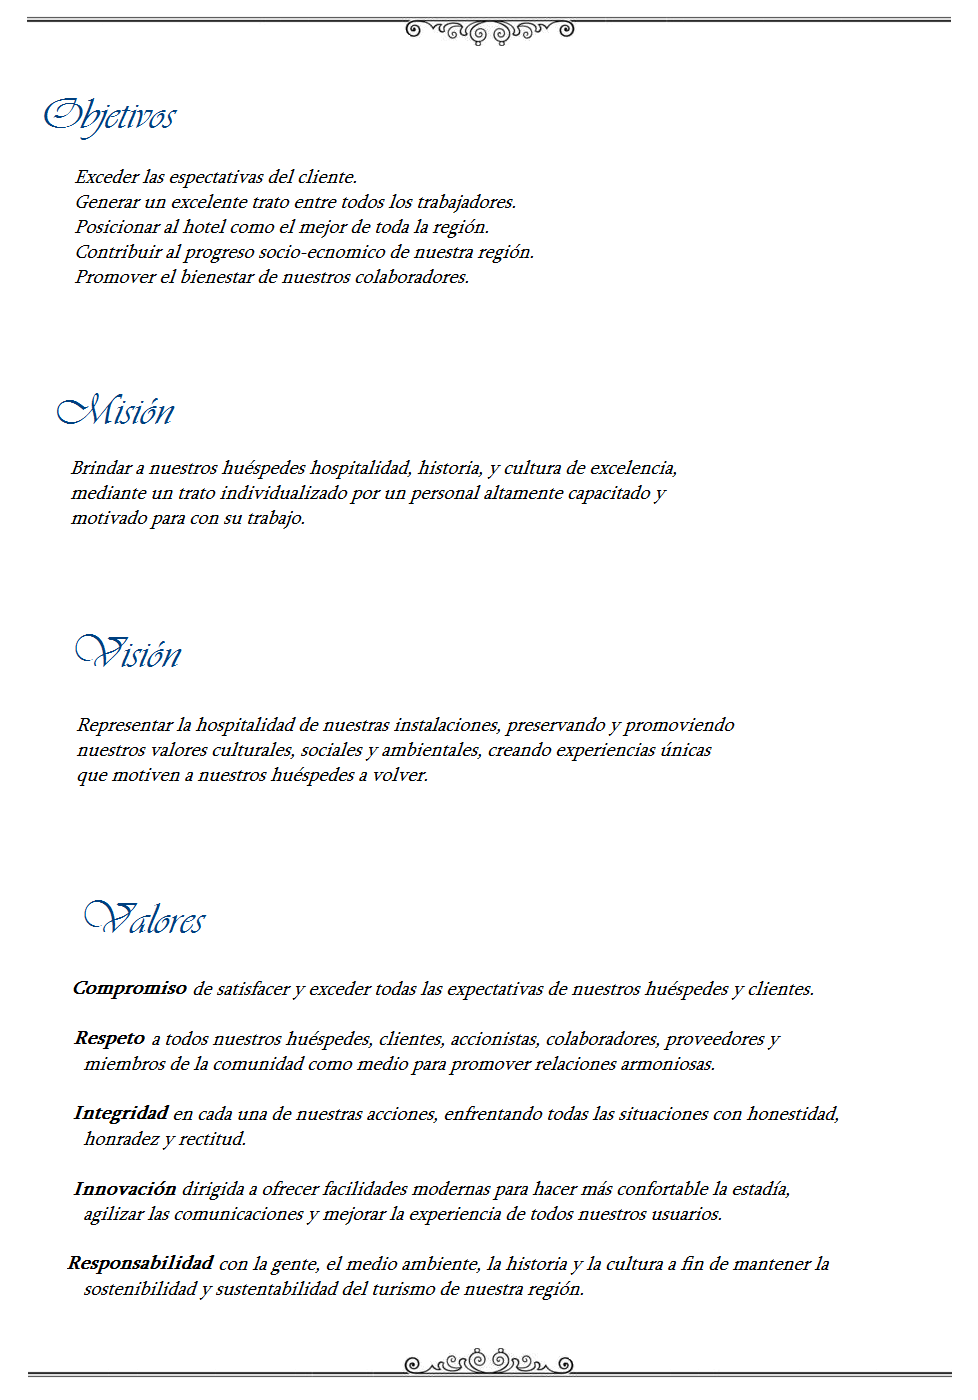 Objetivos
Exceder las espectativas del cliente.
Generar un excelente trato entre todos los trabajadores.
Posicionar al hotel como el mejor de toda la región.
Contribuir al progreso socio-ecnomico de nuestra región.
Promover el bienestar de nuestros colaboradores.
Misión
Brindar a nuestros huéspedes hospitalidad, historia, y cultura de excelencia,
mediante un trato individualizado por un personal altamente capacitado y
motivado para con su trabajo.
Visión
Representar la hospitalidad de nuestras instalaciones, preservando y promoviendo
nuestros valores culturales, sociales y ambientales, creando experiencias únicas
que motiven a nuestros huéspedes a volver.
Valores
Compromiso de satisfacer y exceder todas las expectativas de nuestros huéspedes y clientes.
Respeto a todos nuestros huéspedes, clientes, accionistas, colaboradores, proveedores y
miembros de la comunidad como medio para promover relaciones armoniosas.
Integridad en cada una de nuestras acciones, enfrentando todas las situaciones con honestidad,
honradez y rectitud.
Innovación dirigida a ofrecer facilidades modernas para hacer más confortable la estadía,
agilizar las comunicaciones y mejorar la experiencia de todos nuestros usuarios.
Responsabilidad con la gente, el medio ambiente, la historia y la cultura a fin de mantener la
sostenibilidad y sustentabilidad del turismo de nuestra región.